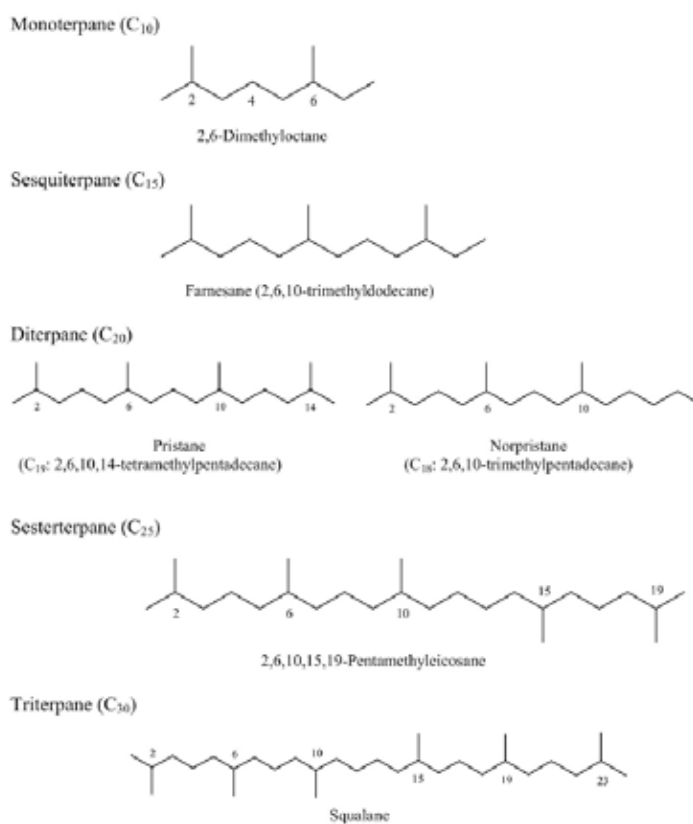 Monoterpane (C₁₀)
2 4 6
2,6-Dimethyloctane
Sesquiterpane (C₁₅)
Farnesane (2,6,10-trimethyldodecane)
Diterpane (C₂₀)
2 6 10 14
Pristane
(C₁₉: 2,6,10,14-tetramethylpentadecane)
2 6 10
Norpristane
(C₁₈: 2,6,10-trimethylpentadecane)
Sesterterpane (C₂₅)
2 6 10 15 19
2,6,10,15,19-Pentamethyleicosane
Triterpane (C₃₀)
2 6 10 15 19 23
Squalane